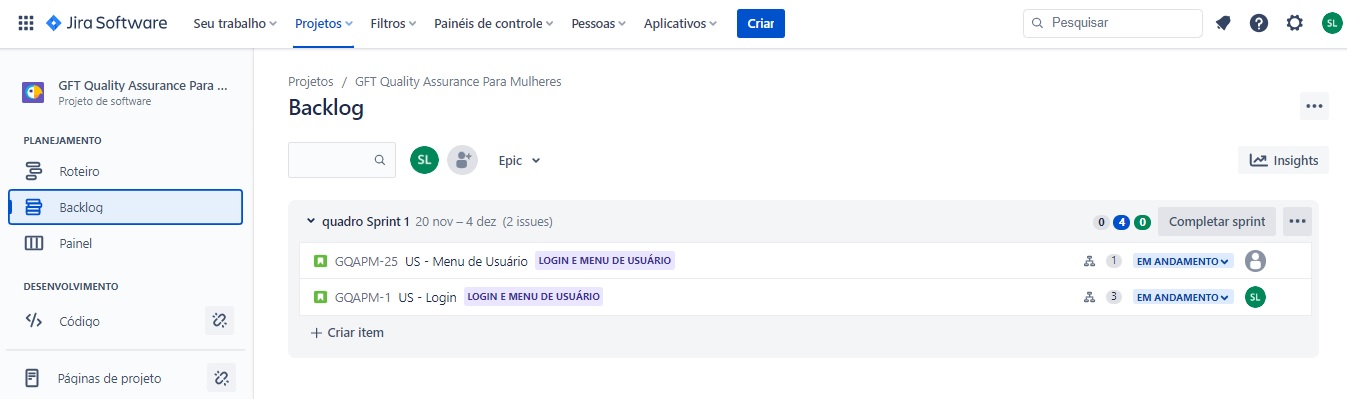 Jira Software Seu trabalho Projetos Filtros Painéis de controle Pessoas Aplicativos Criar Pesquisar SL
GFT Quality Assurance Para ...
Projeto de software
PLANEJAMENTO
Roteiro
Backlog
Painel
DESENVOLVIMENTO
Código
Páginas de projeto
Projetos / GFT Quality Assurance Para Mulheres
Backlog
SL Epic Insights
quadro Sprint 1 20 nov – 4 dez (2 issues) 0 4 0 Completar sprint
GQAPM-25 US - Menu de Usuário LOGIN E MENU DE USUÁRIO 1 EM ANDAMENTO
GQAPM-1 US - Login LOGIN E MENU DE USUÁRIO 3 EM ANDAMENTO SL
+ Criar item